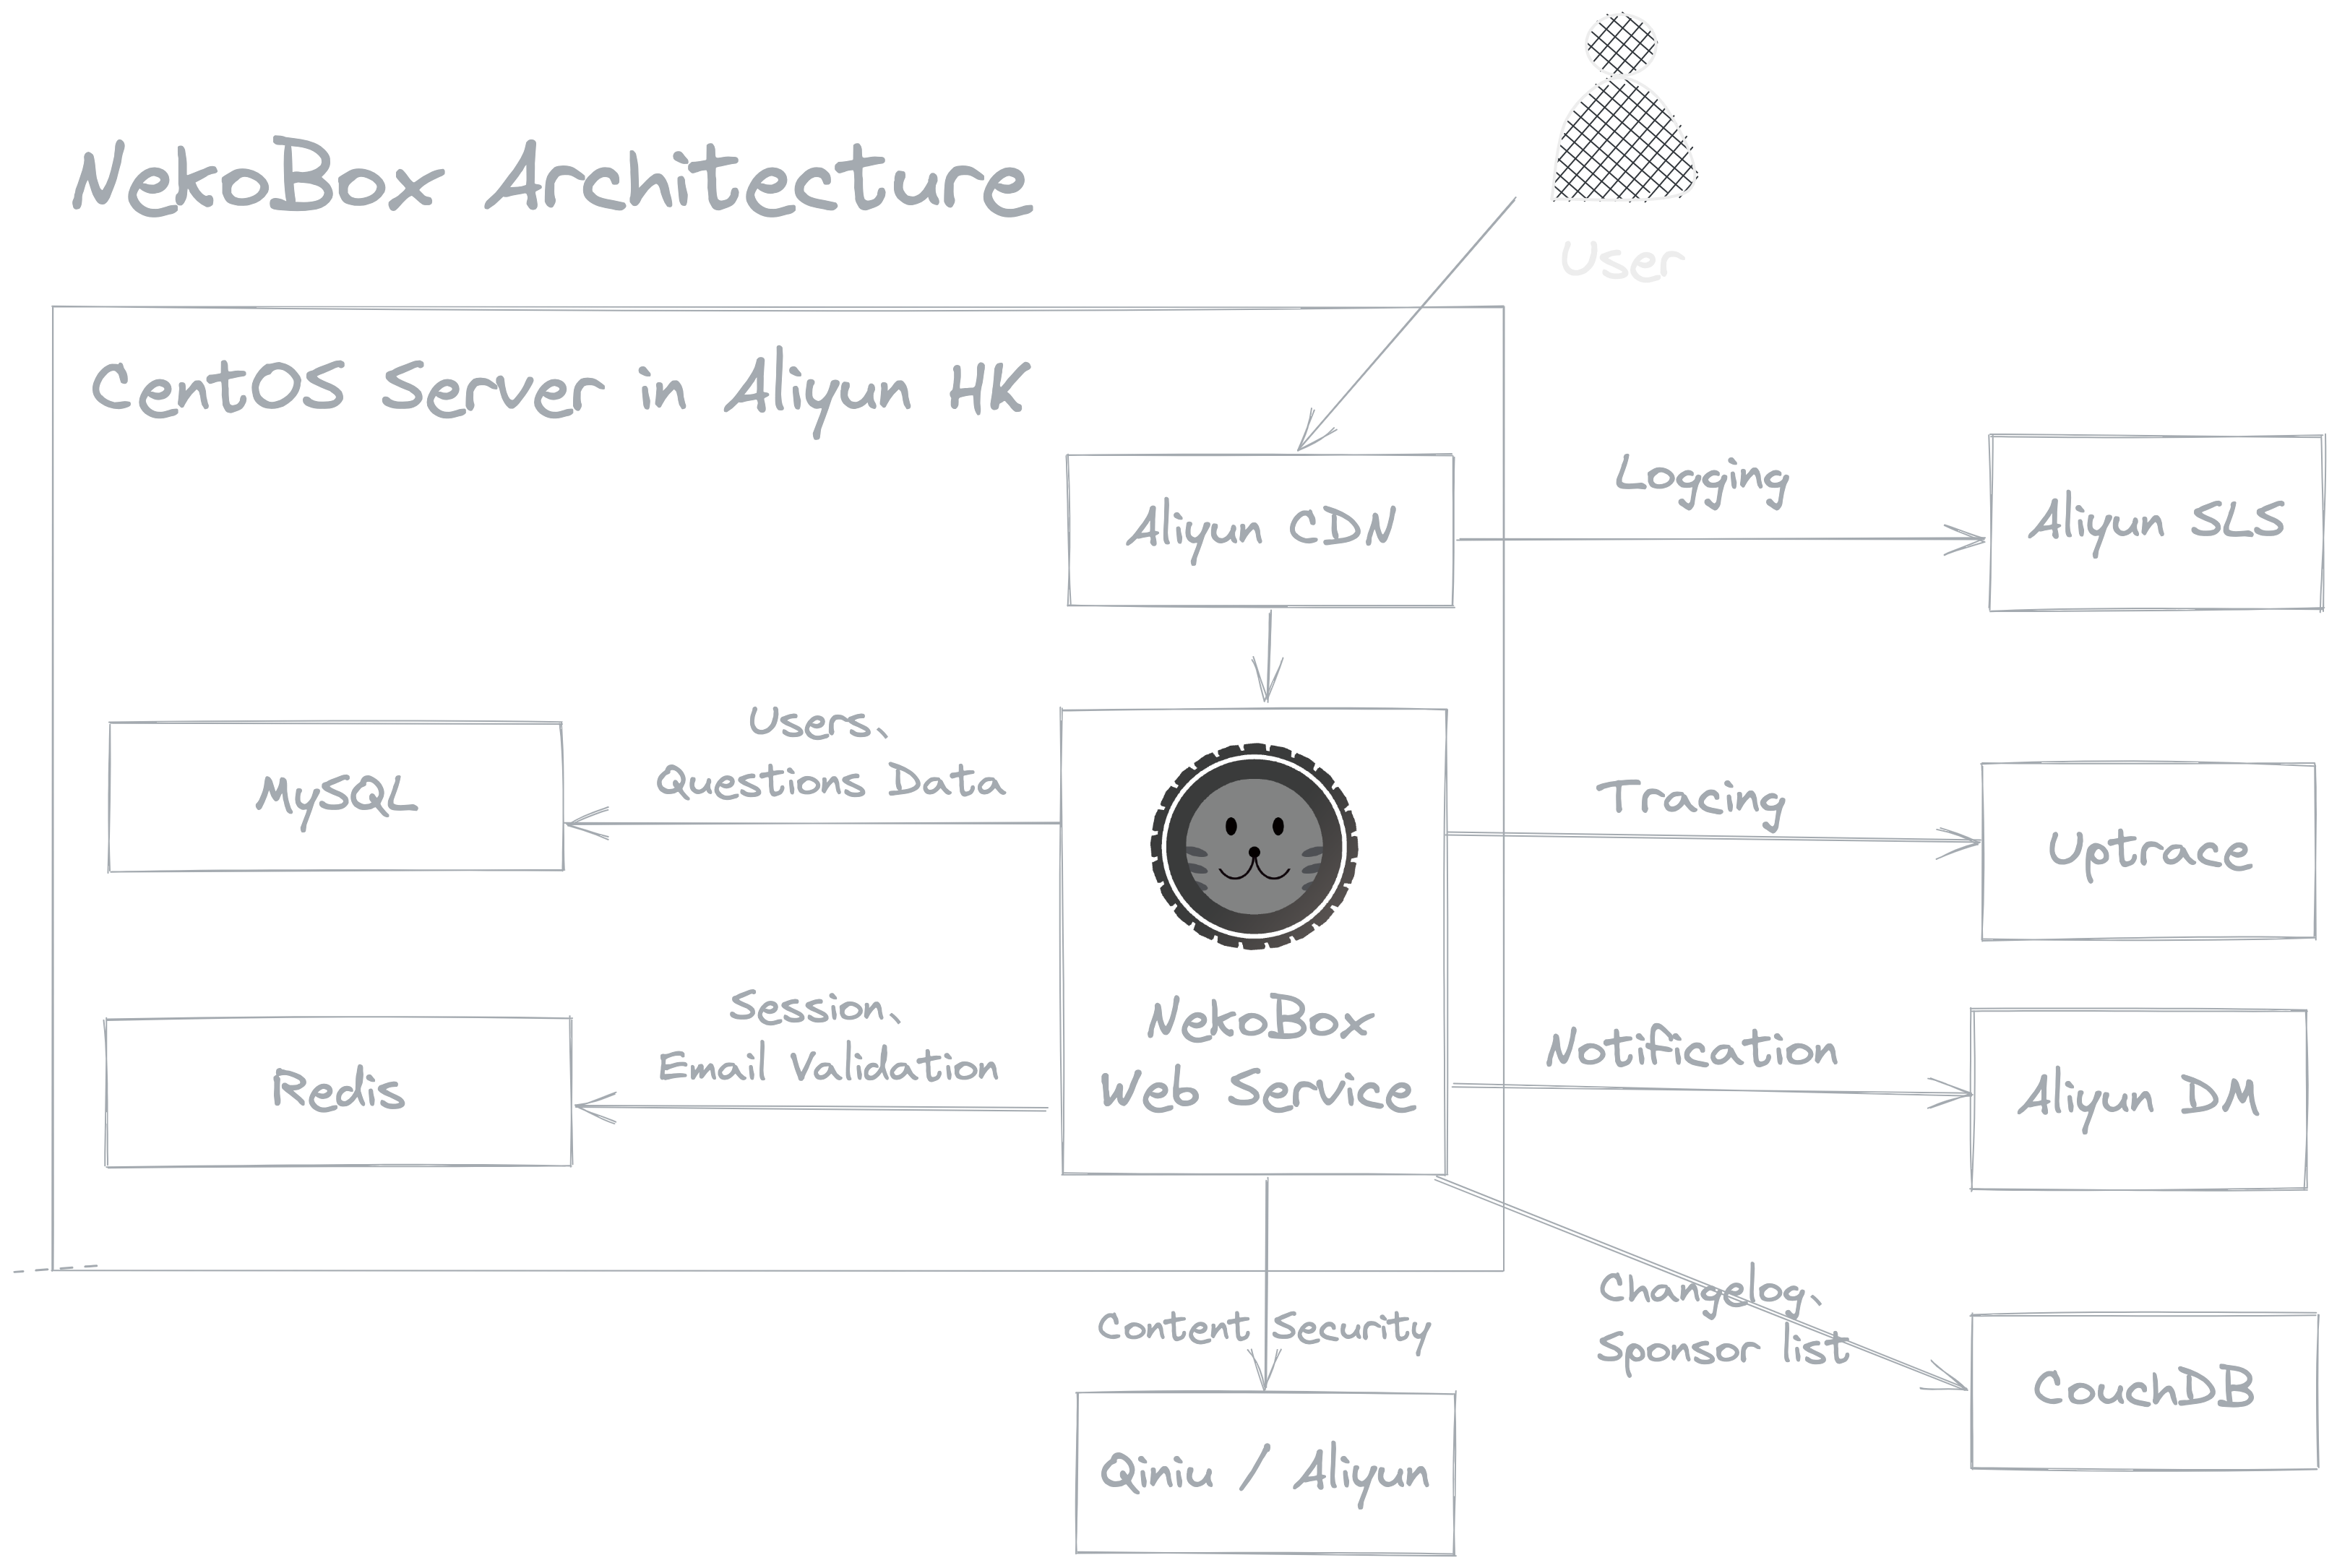 NekoBox Architecture
User
CentOS Server in Aliyun HK
Aliyun CDN
Logging
Aliyun SLS
Users、
Questions Data
MySQL
Tracing
Uptrace
Session、
Email Validation
Redis
NekoBox
Web Service
Notification
Aliyun DM
Changelog、
Sponsor list
CouchDB
Content Security
Qiniu / Aliyun